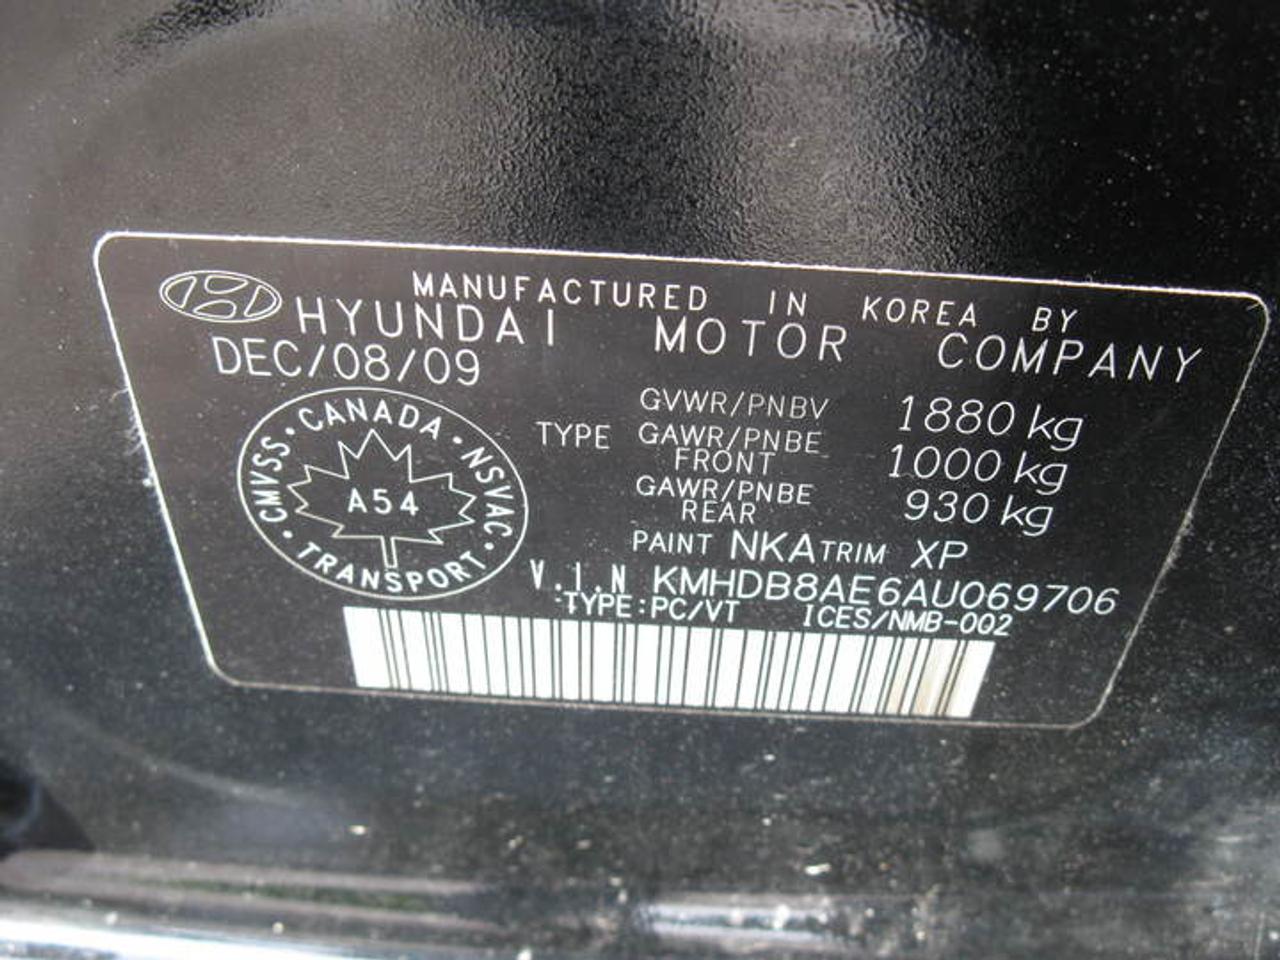 MANUFACTURED IN KOREA BY
HYUNDAI MOTOR COMPANY
DEC/08/09
CANADA · NSVAC · TRANSPORT · CMVSS ·
A54
GVWR/PNBV 1880 kg
TYPE GAWR/PNBE FRONT 1000 kg
GAWR/PNBE REAR 930 kg
PAINT NKA TRIM XP
V.I.N KMHDB8AE6AU069706
TYPE:PC/VT ICES/NMB-002